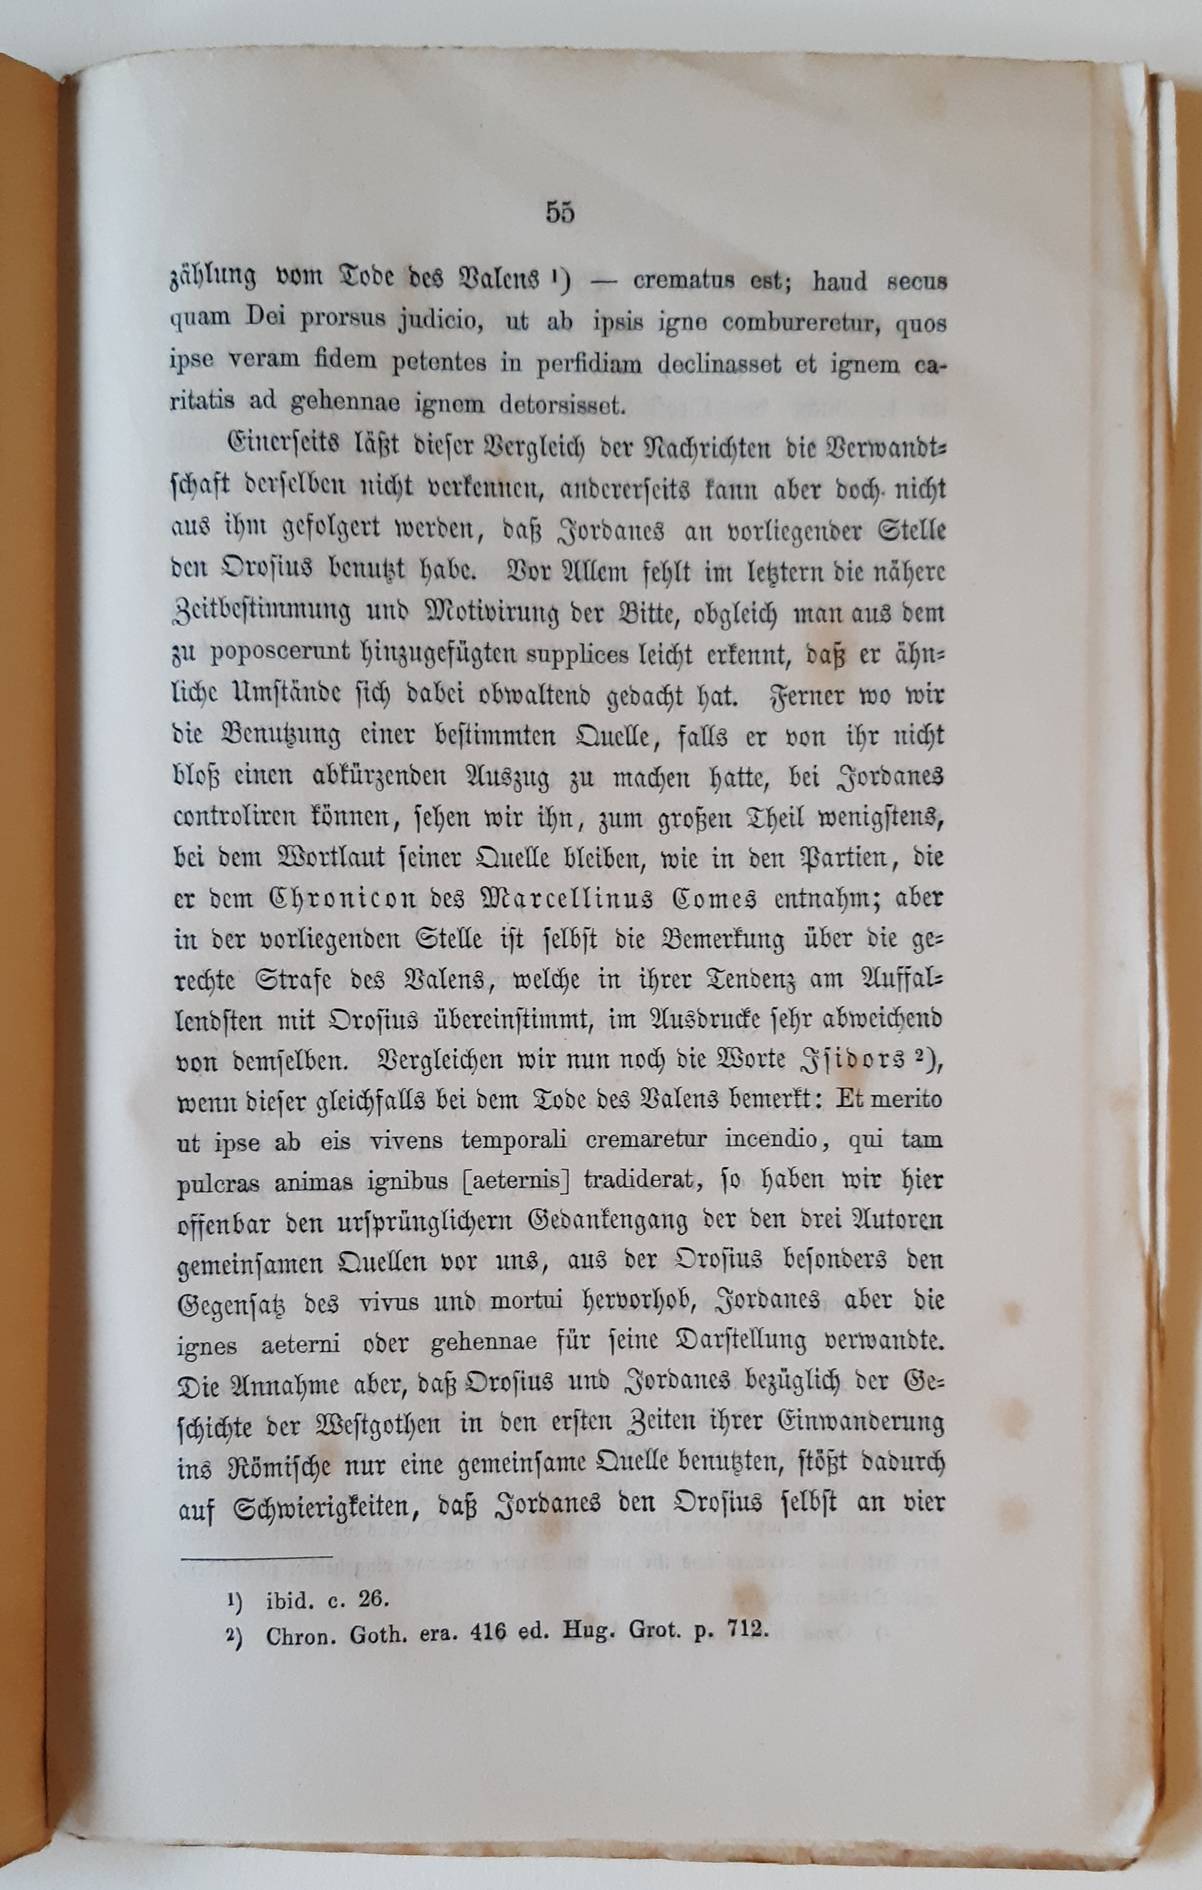 55
zählung vom Tode des Valens ¹) — crematus est; haud secus
quam Dei prorsus judicio, ut ab ipsis igne combureretur, quos
ipse veram fidem petentes in perfidiam declinasset et ignem ca-
ritatis ad gehennae ignem detorsisset.
Einerseits läßt dieser Vergleich der Nachrichten die Verwandt-
schaft derselben nicht verkennen, andererseits kann aber doch nicht
aus ihm gefolgert werden, daß Jordanes an vorliegender Stelle
den Orosius benutzt habe. Vor Allem fehlt im letztern die nähere
Zeitbestimmung und Motivirung der Bitte, obgleich man aus dem
zu poposcerunt hinzugefügten supplices leicht erkennt, daß er ähn-
liche Umstände sich dabei obwaltend gedacht hat. Ferner wo wir
die Benutzung einer bestimmten Quelle, falls er von ihr nicht
bloß einen abkürzenden Auszug zu machen hatte, bei Jordanes
controliren können, sehen wir ihn, zum großen Theil wenigstens,
bei dem Wortlaut seiner Quelle bleiben, wie in den Partien, die
er dem Chronicon des Marcellinus Comes entnahm; aber
in der vorliegenden Stelle ist selbst die Bemerkung über die ge-
rechte Strafe des Valens, welche in ihrer Tendenz am Auffal-
lendsten mit Orosius übereinstimmt, im Ausdrucke sehr abweichend
von demselben. Vergleichen wir nun noch die Worte Isidors ²),
wenn dieser gleichfalls bei dem Tode des Valens bemerkt: Et merito
ut ipse ab eis vivens temporali cremaretur incendio, qui tam
pulcras animas ignibus [aeternis] tradiderat, so haben wir hier
offenbar den ursprünglichern Gedankengang der den drei Autoren
gemeinsamen Quellen vor uns, aus der Orosius besonders den
Gegensatz des vivus und mortui hervorhob, Jordanes aber die
ignes aeterni oder gehennae für seine Darstellung verwandte.
Die Annahme aber, daß Orosius und Jordanes bezüglich der Ge-
schichte der Westgothen in den ersten Zeiten ihrer Einwanderung
ins Römische nur eine gemeinsame Quelle benutzten, stößt dadurch
auf Schwierigkeiten, daß Jordanes den Orosius selbst an vier
¹) ibid. c. 26.
²) Chron. Goth. era. 416 ed. Hug. Grot. p. 712.